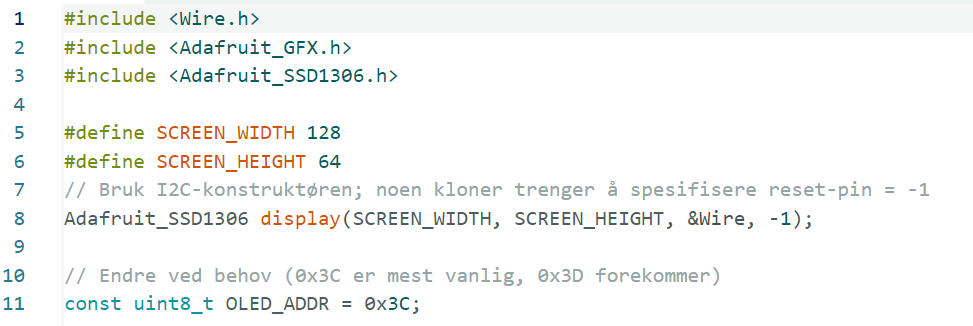 1 #include <Wire.h>
2 #include <Adafruit_GFX.h>
3 #include <Adafruit_SSD1306.h>
4
5 #define SCREEN_WIDTH 128
6 #define SCREEN_HEIGHT 64
7 // Bruk I2C-konstruktøren; noen kloner trenger å spesifisere reset-pin = -1
8 Adafruit_SSD1306 display(SCREEN_WIDTH, SCREEN_HEIGHT, &Wire, -1);
9
10 // Endre ved behov (0x3C er mest vanlig, 0x3D forekommer)
11 const uint8_t OLED_ADDR = 0x3C;